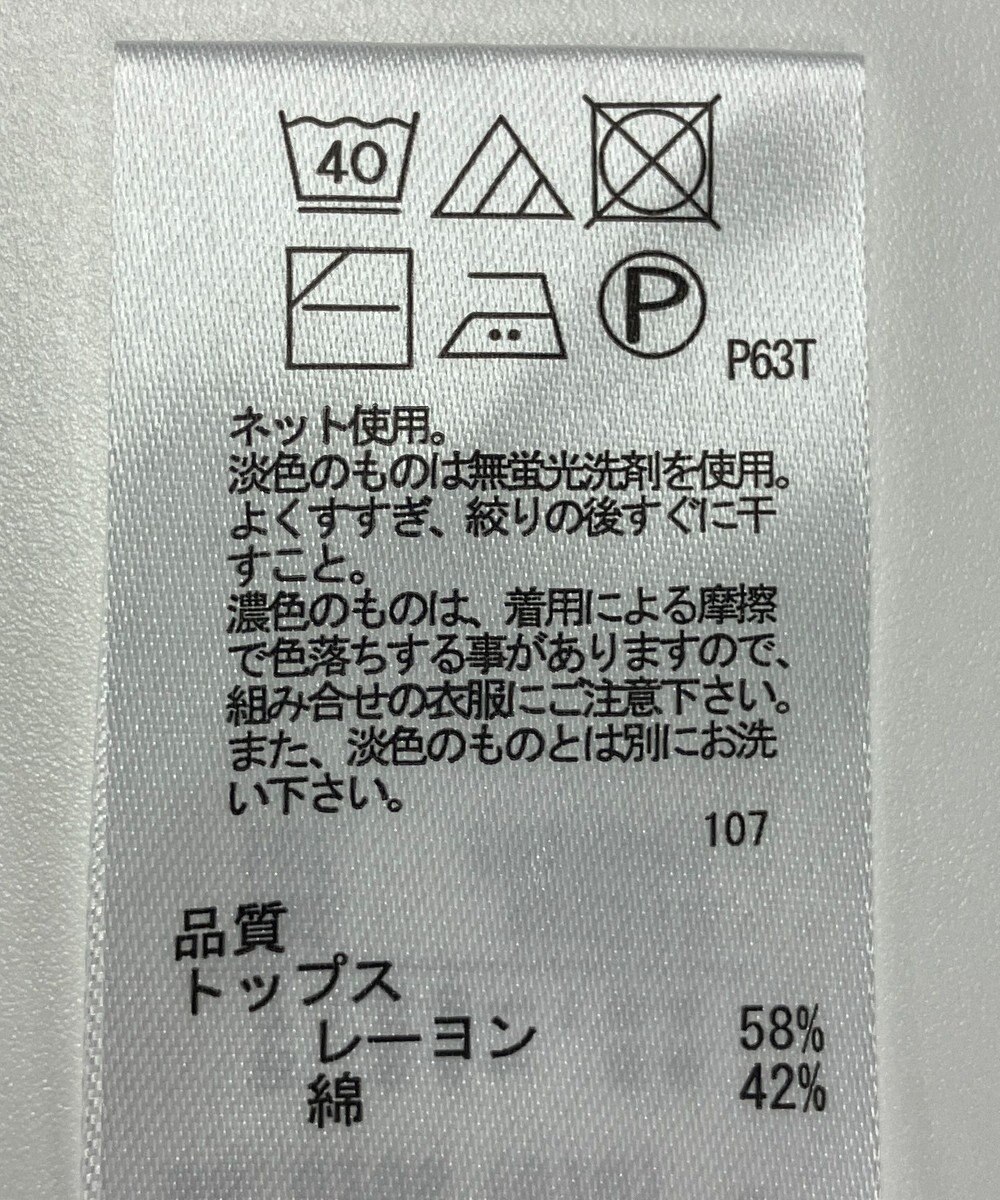 40
P
P63T
ネット使用。
淡色のものは無蛍光洗剤を使用。
よくすすぎ、絞りの後すぐに干
すこと。
濃色のものは、着用による摩擦
で色落ちする事がありますので、
組み合せの衣服にご注意下さい。
また、淡色のものとは別にお洗
い下さい。
107
品質
トップス
レーヨン 58%
綿 42%